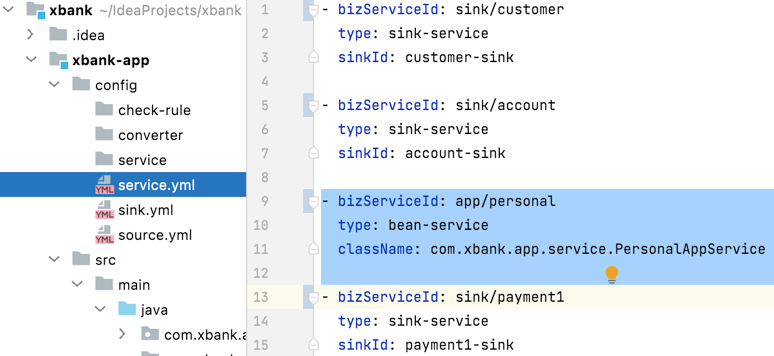 xbank ~/IdeaProjects/xbank
.idea
xbank-app
config
check-rule
converter
service
service.yml
sink.yml
source.yml
src
main
java
1 - bizServiceId: sink/customer
2 type: sink-service
3 sinkId: customer-sink
4
5 - bizServiceId: sink/account
6 type: sink-service
7 sinkId: account-sink
8
9 - bizServiceId: app/personal
10 type: bean-service
11 className: com.xbank.app.service.PersonalAppService
12
13 - bizServiceId: sink/payment1
14 type: sink-service
15 sinkId: payment1-sink